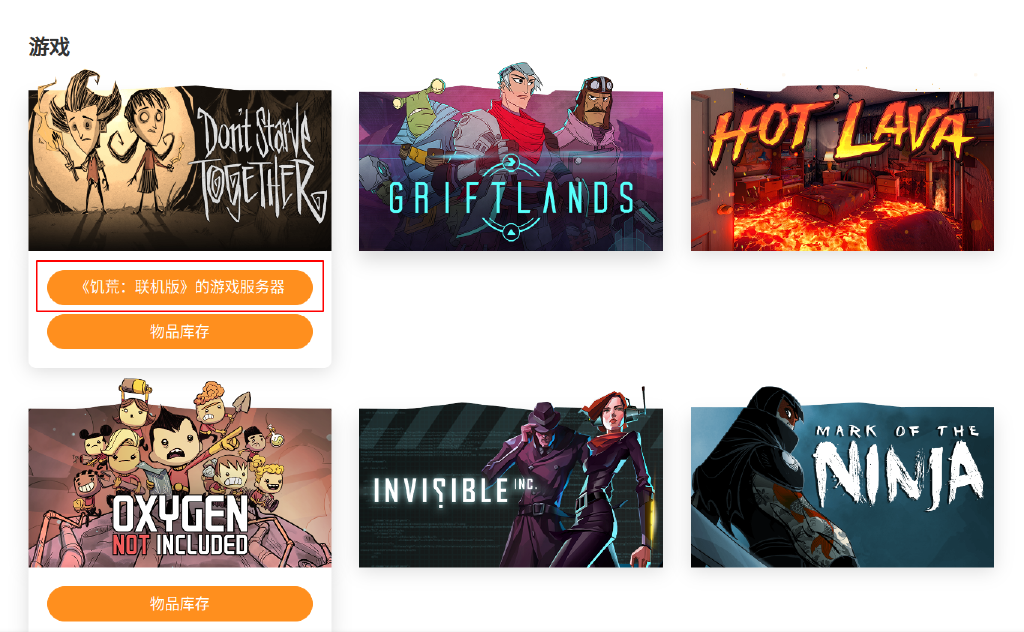 游戏
Don't Starve
TOGETHER
GRIFTLANDS
HOT LAVA
《饥荒：联机版》的游戏服务器
物品库存
OXYGEN
NOT INCLUDED
INVISIBLE INC.
MARK OF THE
NINJA
物品库存